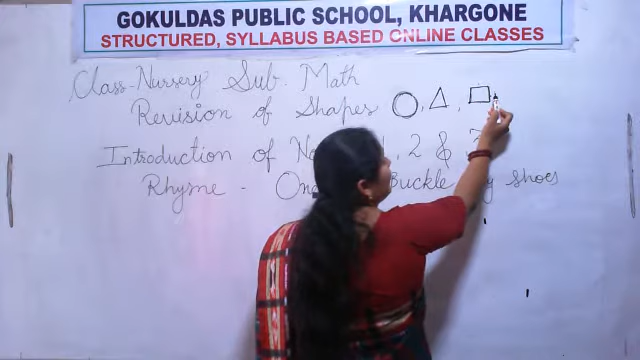 GOKULDAS PUBLIC SCHOOL, KHARGONE
STRUCTURED, SYLLABUS BASED ONLINE CLASSES
Class-Nursery Sub. Math
Revision of Shapes
Introduction of 1, 2 &
Rhyme - One Buckle my shoes